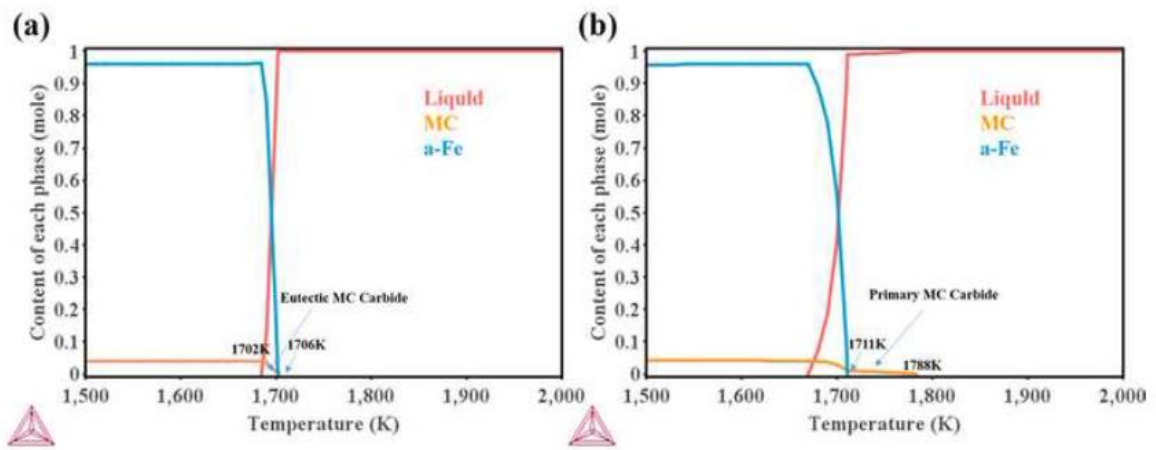 (a)
Content of each phase (mole)
1
0.9
0.8
0.7
0.6
0.5
0.4
0.3
0.2
0.1
0
Liquld
MC
a-Fe
Eutectic MC Carbide
1702K
1706K
1,500 1,600 1,700 1,800 1,900 2,000
Temperature (K)
(b)
Content of each phase (mole)
1
0.9
0.8
0.7
0.6
0.5
0.4
0.3
0.2
0.1
0
Liquld
MC
a-Fe
Primary MC Carbide
1711K
1788K
1,500 1,600 1,700 1,800 1,900 2,000
Temperature (K)